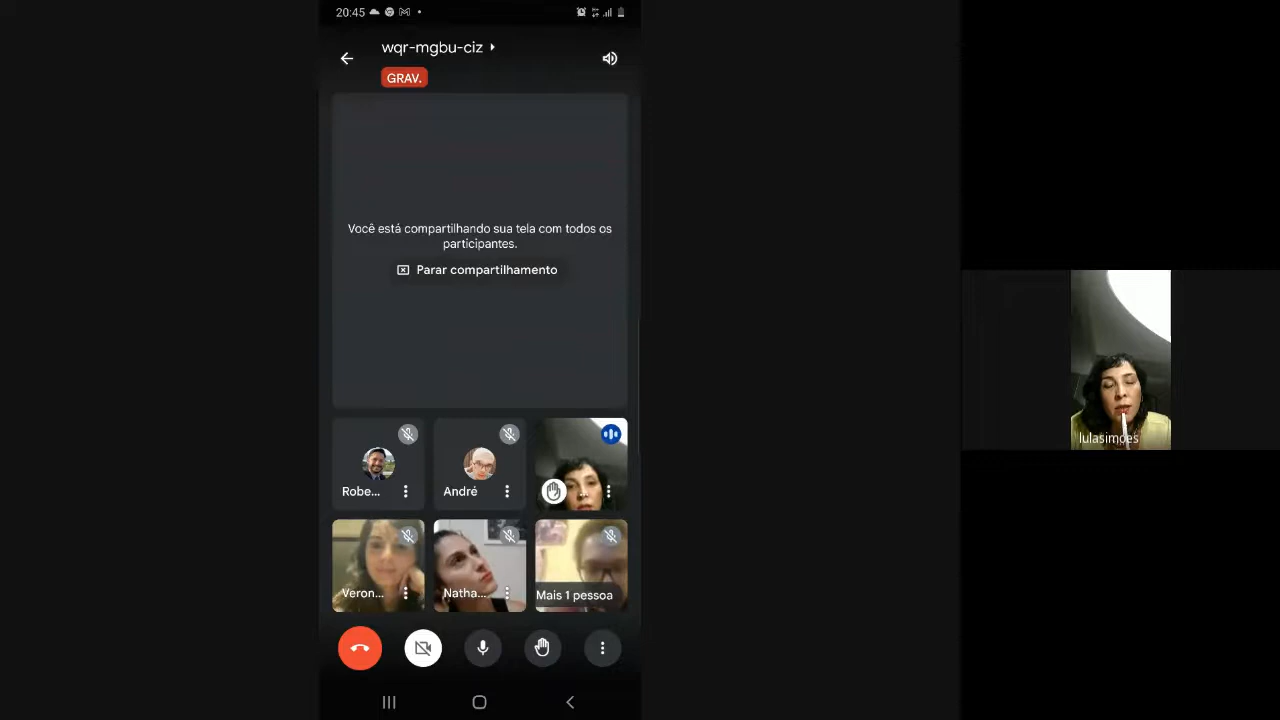 20:45
wqr-mgbu-ciz
GRAV.
Você está compartilhando sua tela com todos os
participantes.
Parar compartilhamento
Robe...
André
Veron...
Natha...
Mais 1 pessoa
lulasimoes